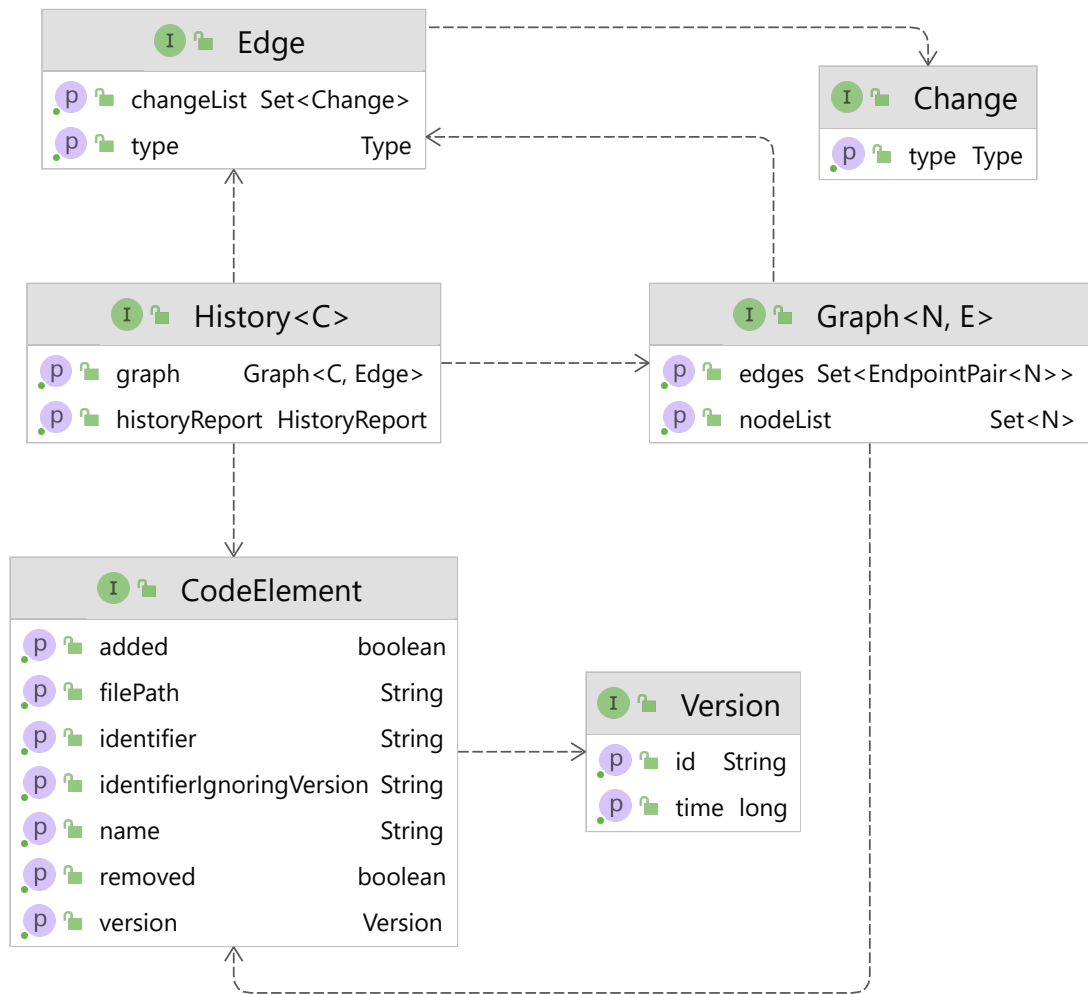 I Edge
p changeList Set<Change>
p type Type
I Change
p type Type
I History<C>
p graph Graph<C, Edge>
p historyReport HistoryReport
I Graph<N, E>
p edges Set<EndpointPair<N>>
p nodeList Set<N>
I CodeElement
p added boolean
p filePath String
p identifier String
p identifierIgnoringVersion String
p name String
p removed boolean
p version Version
I Version
p id String
p time long